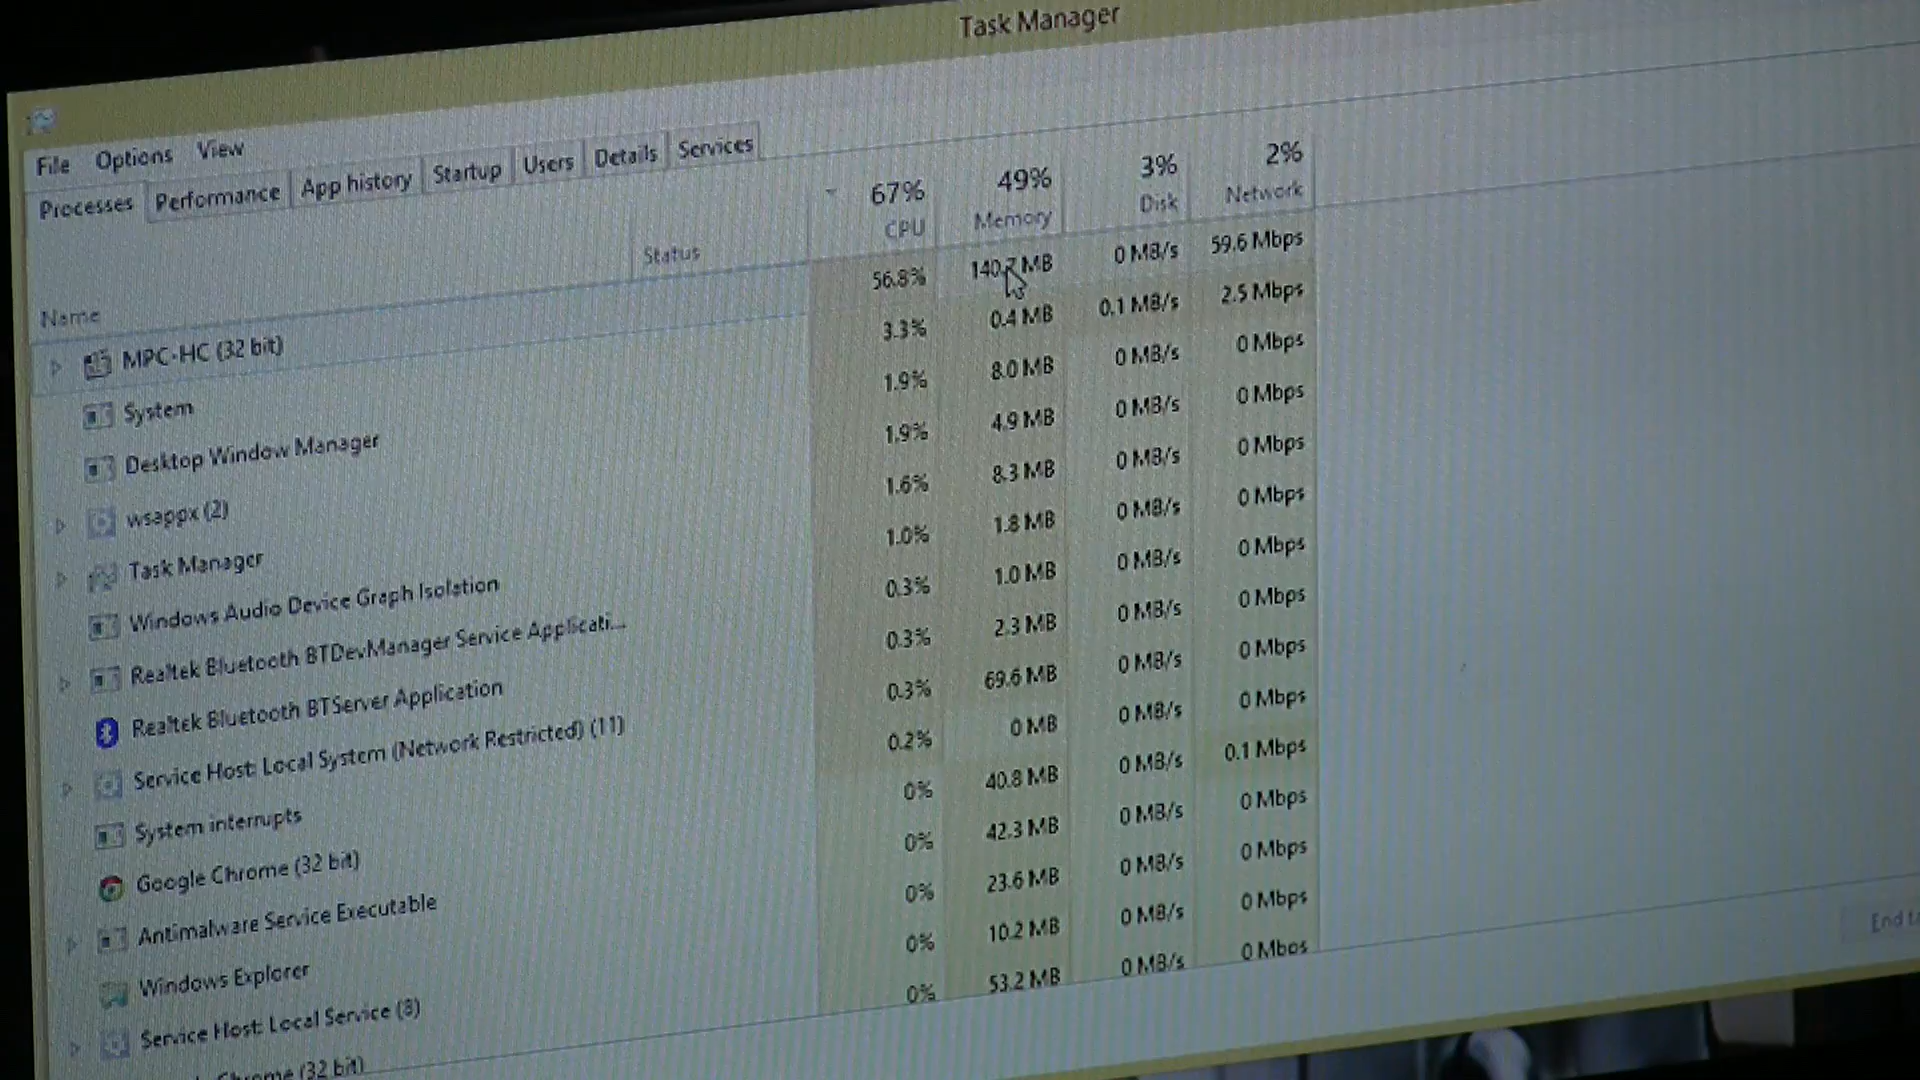 Task Manager
File Options View
Processes Performance App history Startup Users Details Services
67% 49% 3% 2%
Name Status CPU Memory Disk Network
MPC-HC (32 bit) 56.8% 140.7 MB 0 MB/s 59.6 Mbps
System 3.3% 0.4 MB 0.1 MB/s 2.5 Mbps
Desktop Window Manager 1.9% 8.0 MB 0 MB/s 0 Mbps
wsappx (2) 1.9% 4.9 MB 0 MB/s 0 Mbps
Task Manager 1.6% 8.3 MB 0 MB/s 0 Mbps
Windows Audio Device Graph Isolation 1.0% 1.8 MB 0 MB/s 0 Mbps
Realtek Bluetooth BTDevManager Service Applicati... 0.3% 1.0 MB 0 MB/s 0 Mbps
Realtek Bluetooth BTServer Application 0.3% 2.3 MB 0 MB/s 0 Mbps
Service Host: Local System (Network Restricted) (11) 0.3% 69.6 MB 0 MB/s 0 Mbps
System interrupts 0.2% 0 MB 0 MB/s 0 Mbps
Google Chrome (32 bit) 0% 40.8 MB 0 MB/s 0.1 Mbps
Antimalware Service Executable 0% 42.3 MB 0 MB/s 0 Mbps
Windows Explorer 0% 23.6 MB 0 MB/s 0 Mbps
Service Host: Local Service (8) 0% 10.2 MB 0 MB/s 0 Mbps
Chrome (32 bit) 0% 53.2 MB 0 MB/s 0 Mbps
End